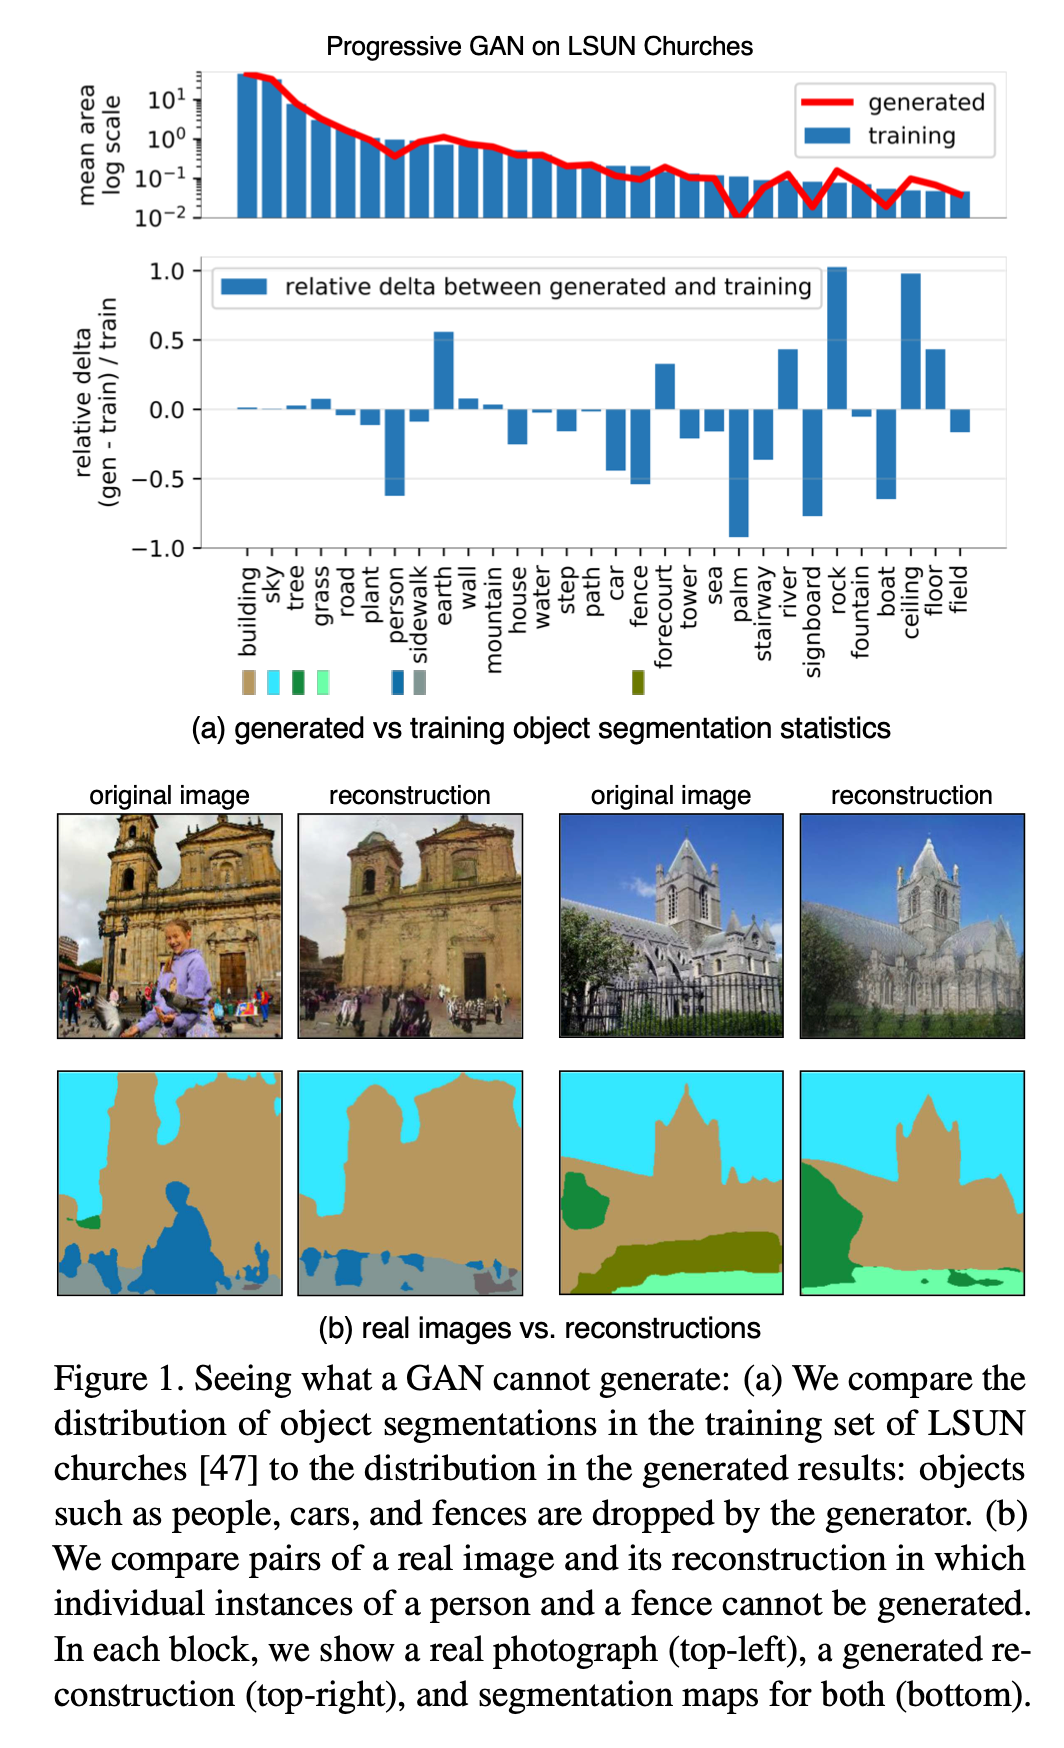 Progressive GAN on LSUN Churches
mean area
log scale
10¹
10⁰
10⁻¹
10⁻²
generated
training
relative delta
(gen - train) / train
1.0
0.5
0.0
−0.5
−1.0
relative delta between generated and training
building
sky
tree
grass
road
plant
person
sidewalk
earth
wall
mountain
house
water
step
path
car
fence
forecourt
tower
sea
palm
stairway
river
signboard
rock
fountain
boat
ceiling
floor
field
(a) generated vs training object segmentation statistics
original image
reconstruction
original image
reconstruction
(b) real images vs. reconstructions
Figure 1. Seeing what a GAN cannot generate: (a) We compare the
distribution of object segmentations in the training set of LSUN
churches [47] to the distribution in the generated results: objects
such as people, cars, and fences are dropped by the generator. (b)
We compare pairs of a real image and its reconstruction in which
individual instances of a person and a fence cannot be generated.
In each block, we show a real photograph (top-left), a generated re-
construction (top-right), and segmentation maps for both (bottom).